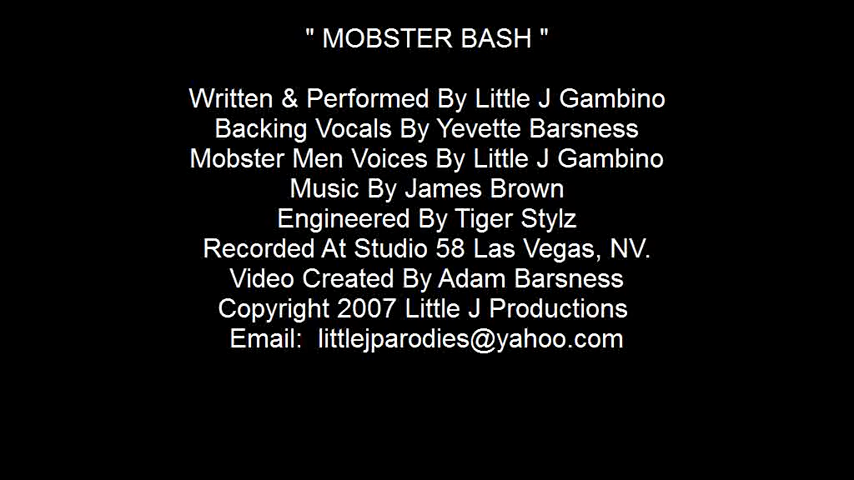 " MOBSTER BASH "
Written & Performed By Little J Gambino
Backing Vocals By Yevette Barsness
Mobster Men Voices By Little J Gambino
Music By James Brown
Engineered By Tiger Stylz
Recorded At Studio 58 Las Vegas, NV.
Video Created By Adam Barsness
Copyright 2007 Little J Productions
Email:  littlejparodies@yahoo.com